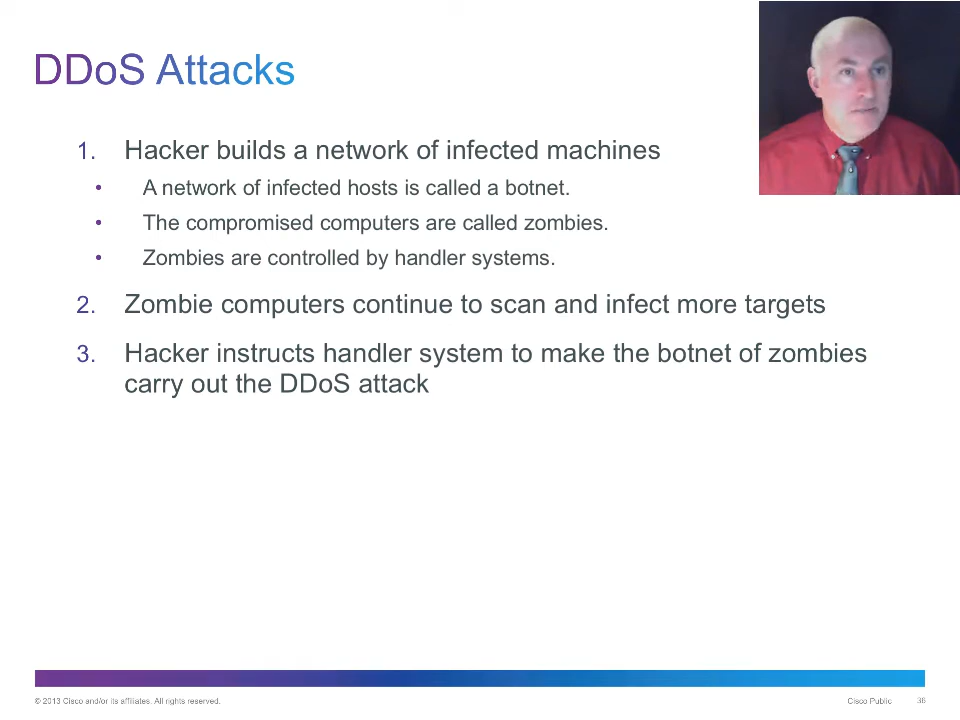 DDoS Attacks
1. Hacker builds a network of infected machines
• A network of infected hosts is called a botnet.
• The compromised computers are called zombies.
• Zombies are controlled by handler systems.
2. Zombie computers continue to scan and infect more targets
3. Hacker instructs handler system to make the botnet of zombies
carry out the DDoS attack
© 2013 Cisco and/or its affiliates. All rights reserved. Cisco Public 36